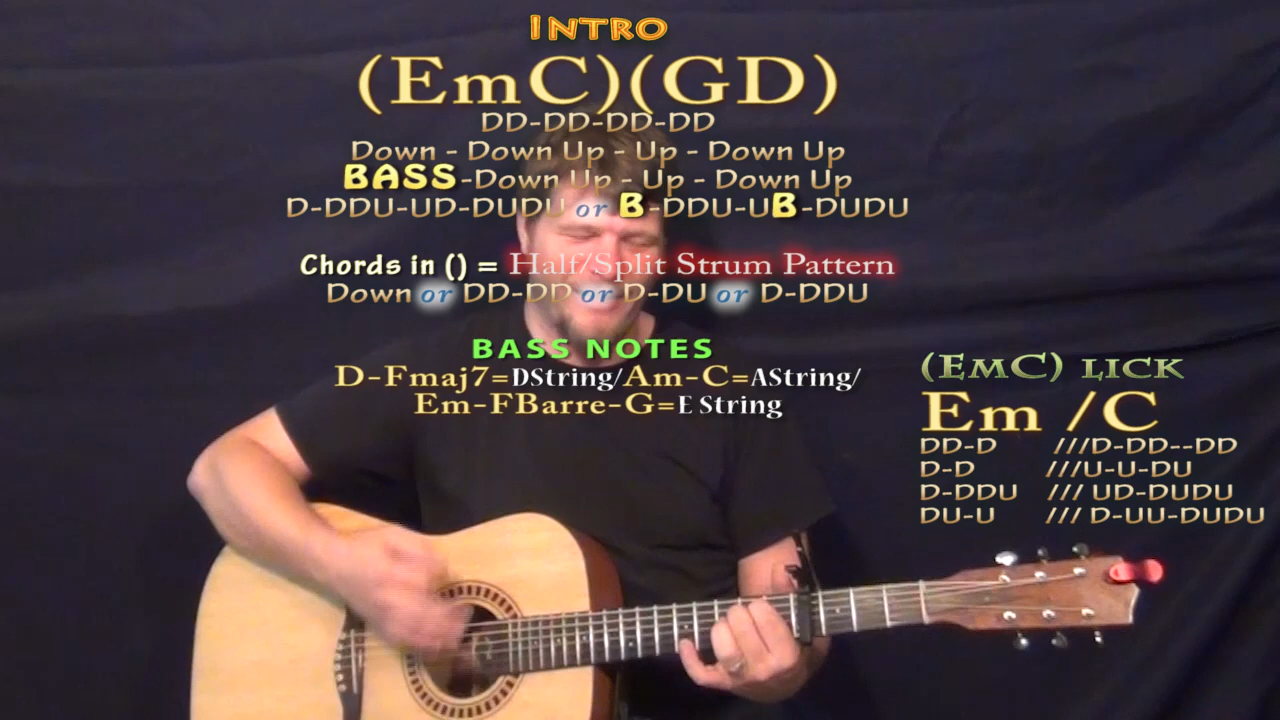 Intro
(EmC)(GD)
DD-DD-DD-DD
Down - Down Up - Up - Down Up
BASS-Down Up - Up - Down Up
D-DDU-UD-DUDU or B-DDU-UB-DUDU
Chords in () = Half/Split Strum Pattern
Down or DD-DD or D-DU or D-DDU
BASS NOTES
D-Fmaj7=DString/Am-C=AString/
Em-FBarre-G=E String
(EmC) lick
Em /C
DD-D ///D-DD--DD
D-D ///U-U-DU
D-DDU /// UD-DUDU
DU-U /// D-UU-DUDU